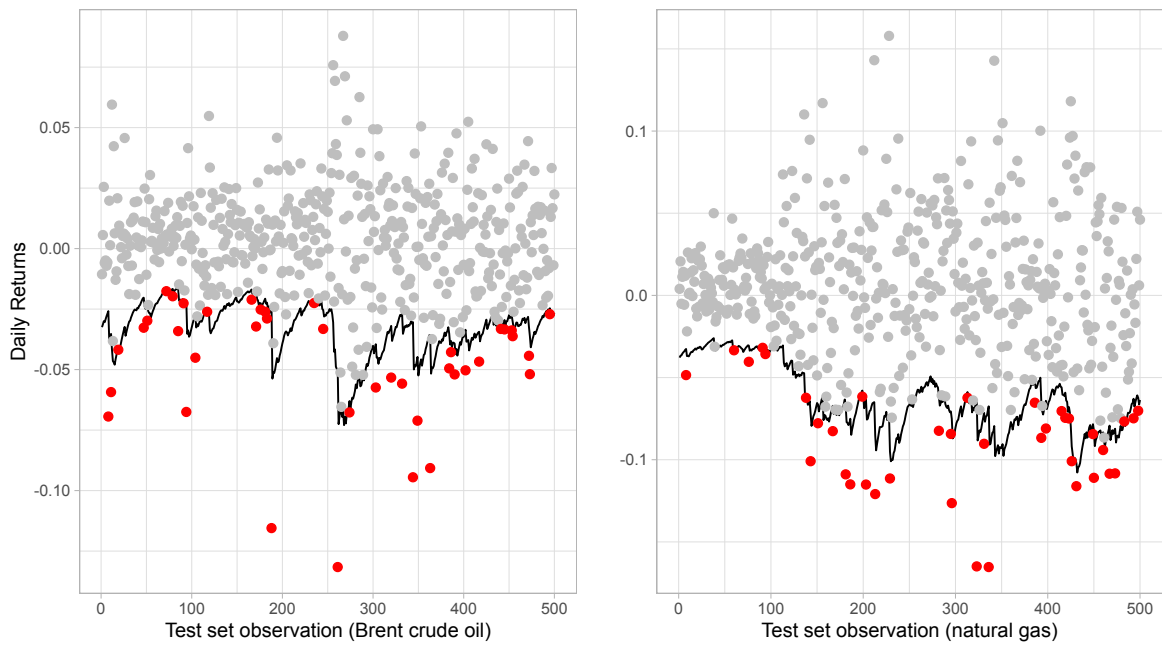 Daily Returns
0.05
0.00
-0.05
-0.10
0 100 200 300 400 500
Test set observation (Brent crude oil)
0.1
0.0
-0.1
0 100 200 300 400 500
Test set observation (natural gas)